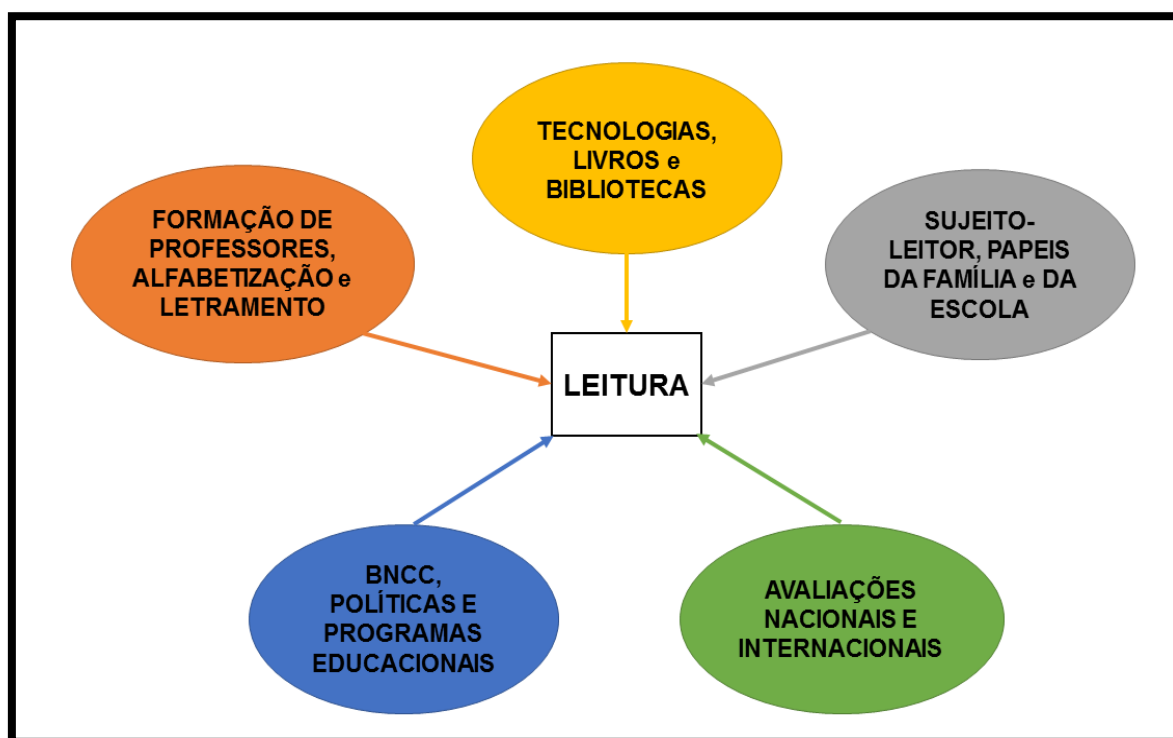 TECNOLOGIAS,
LIVROS e
BIBLIOTECAS
FORMAÇÃO DE
PROFESSORES,
ALFABETIZAÇÃO e
LETRAMENTO
SUJEITO-
LEITOR, PAPEIS
DA FAMÍLIA e DA
ESCOLA
LEITURA
BNCC,
POLÍTICAS E
PROGRAMAS
EDUCACIONAIS
AVALIAÇÕES
NACIONAIS E
INTERNACIONAIS